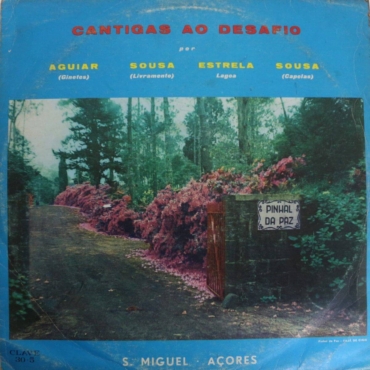 CANTIGAS AO DESAFIO
por
AGUIAR SOUSA ESTRELA SOUSA
(Ginetes) (Livramento) Lagoa (Capelas)
PINHAL
DA PAZ
S. MIGUEL - AÇORES